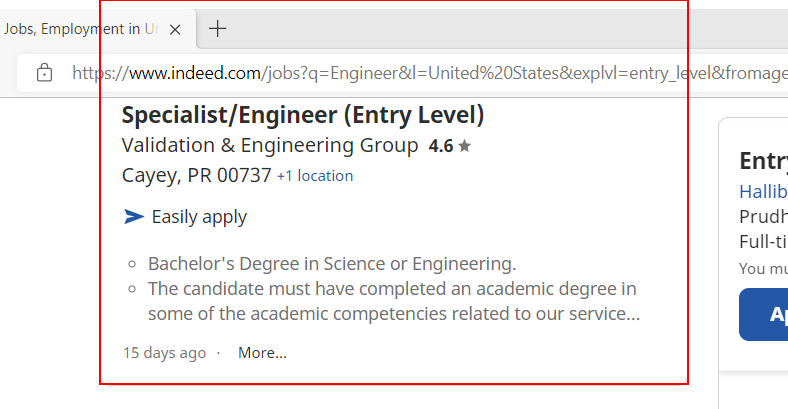 Jobs, Employment in Un
https://www.indeed.com/jobs?q=Engineer&l=United%20States&explvl=entry_level&fromage
Specialist/Engineer (Entry Level)
Validation & Engineering Group 4.6
Cayey, PR 00737 +1 location
Easily apply
Bachelor's Degree in Science or Engineering.
The candidate must have completed an academic degree in
some of the academic competencies related to our service...
15 days ago · More...
Entry
Hallib
Prudh
Full-ti
You mu
Ap